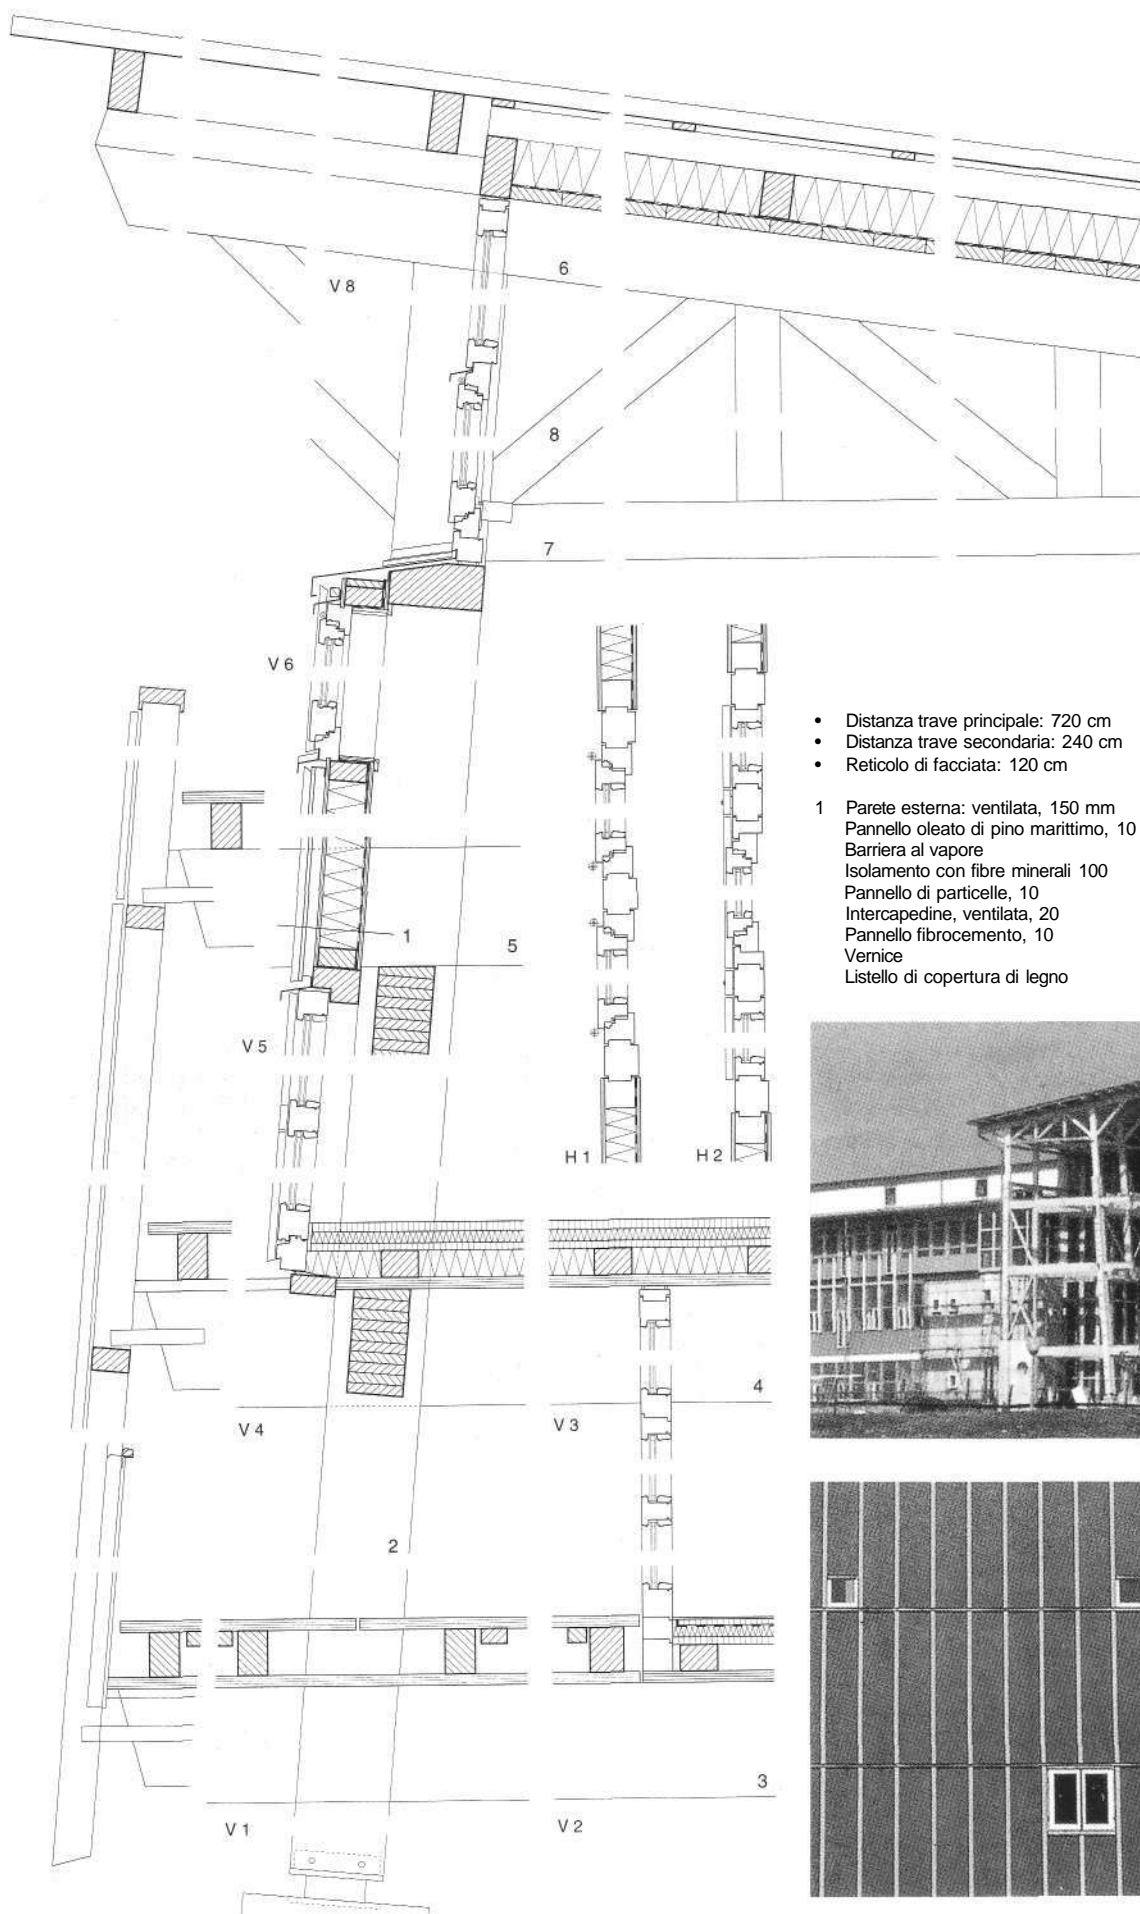 V 8
6
8
7
V 6
• Distanza trave principale: 720 cm
• Distanza trave secondaria: 240 cm
• Reticolo di facciata: 120 cm
1 Parete esterna: ventilata, 150 mm
Pannello oleato di pino marittimo, 10
Barriera al vapore
Isolamento con fibre minerali 100
Pannello di particelle, 10
Intercapedine, ventilata, 20
Pannello fibrocemento, 10
Vernice
Listello di copertura di legno
1
5
V 5
H 1
H 2
4
V 4
V 3
2
3
V 1
V 2